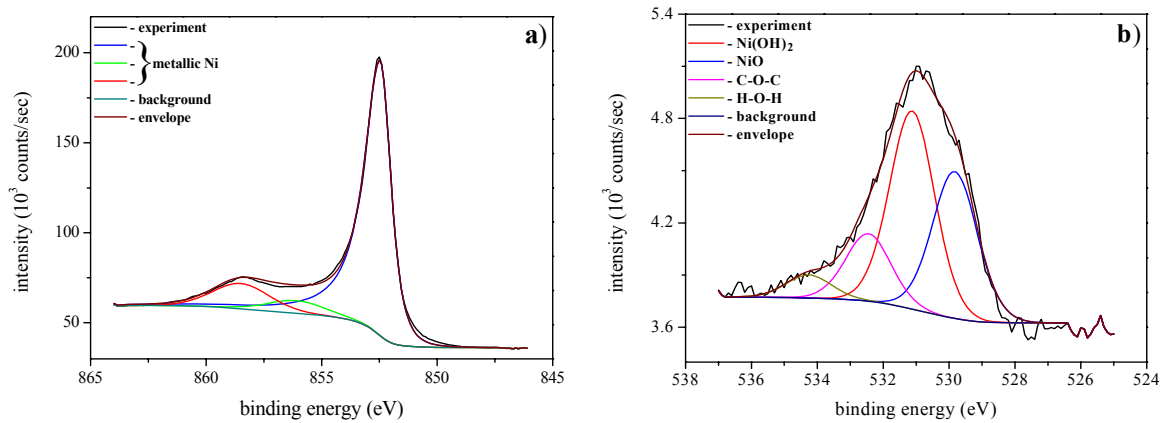 a)
- experiment
-
- } metallic Ni
-
- background
- envelope
200
150
100
50
865 860 855 850 845
intensity (10³ counts/sec)
binding energy (eV)
b)
- experiment
- Ni(OH)₂
- NiO
- C-O-C
- H-O-H
- background
- envelope
5.4
4.8
4.2
3.6
538 536 534 532 530 528 526 524
intensity (10³ counts/sec)
binding energy (eV)